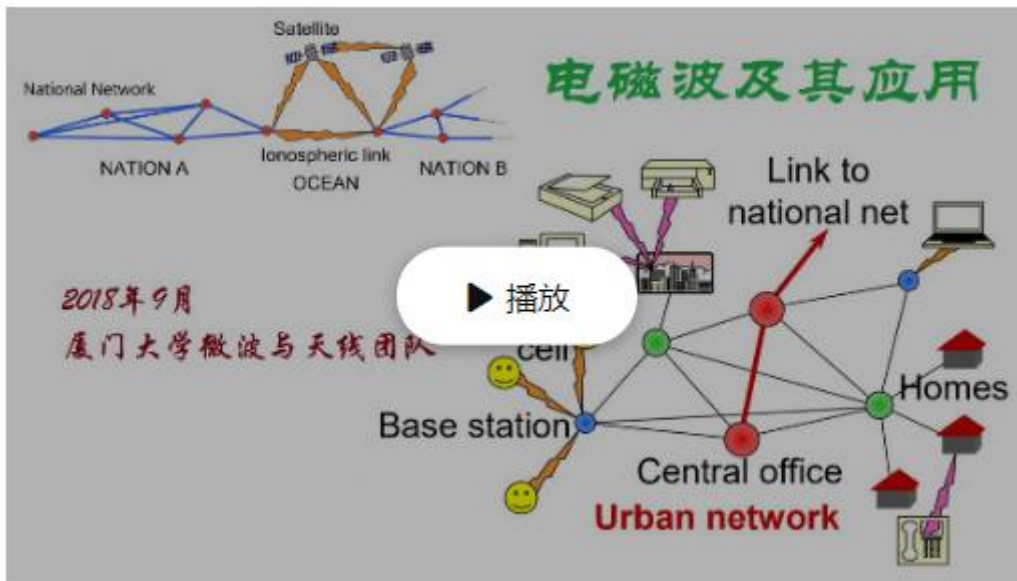 Satellite
National Network
NATION A
Ionospheric link
OCEAN
NATION B
电磁波及其应用
Link to
national net
2018年9月
厦门大学微波与天线团队
播放
cell
Base station
Homes
Central office
Urban network